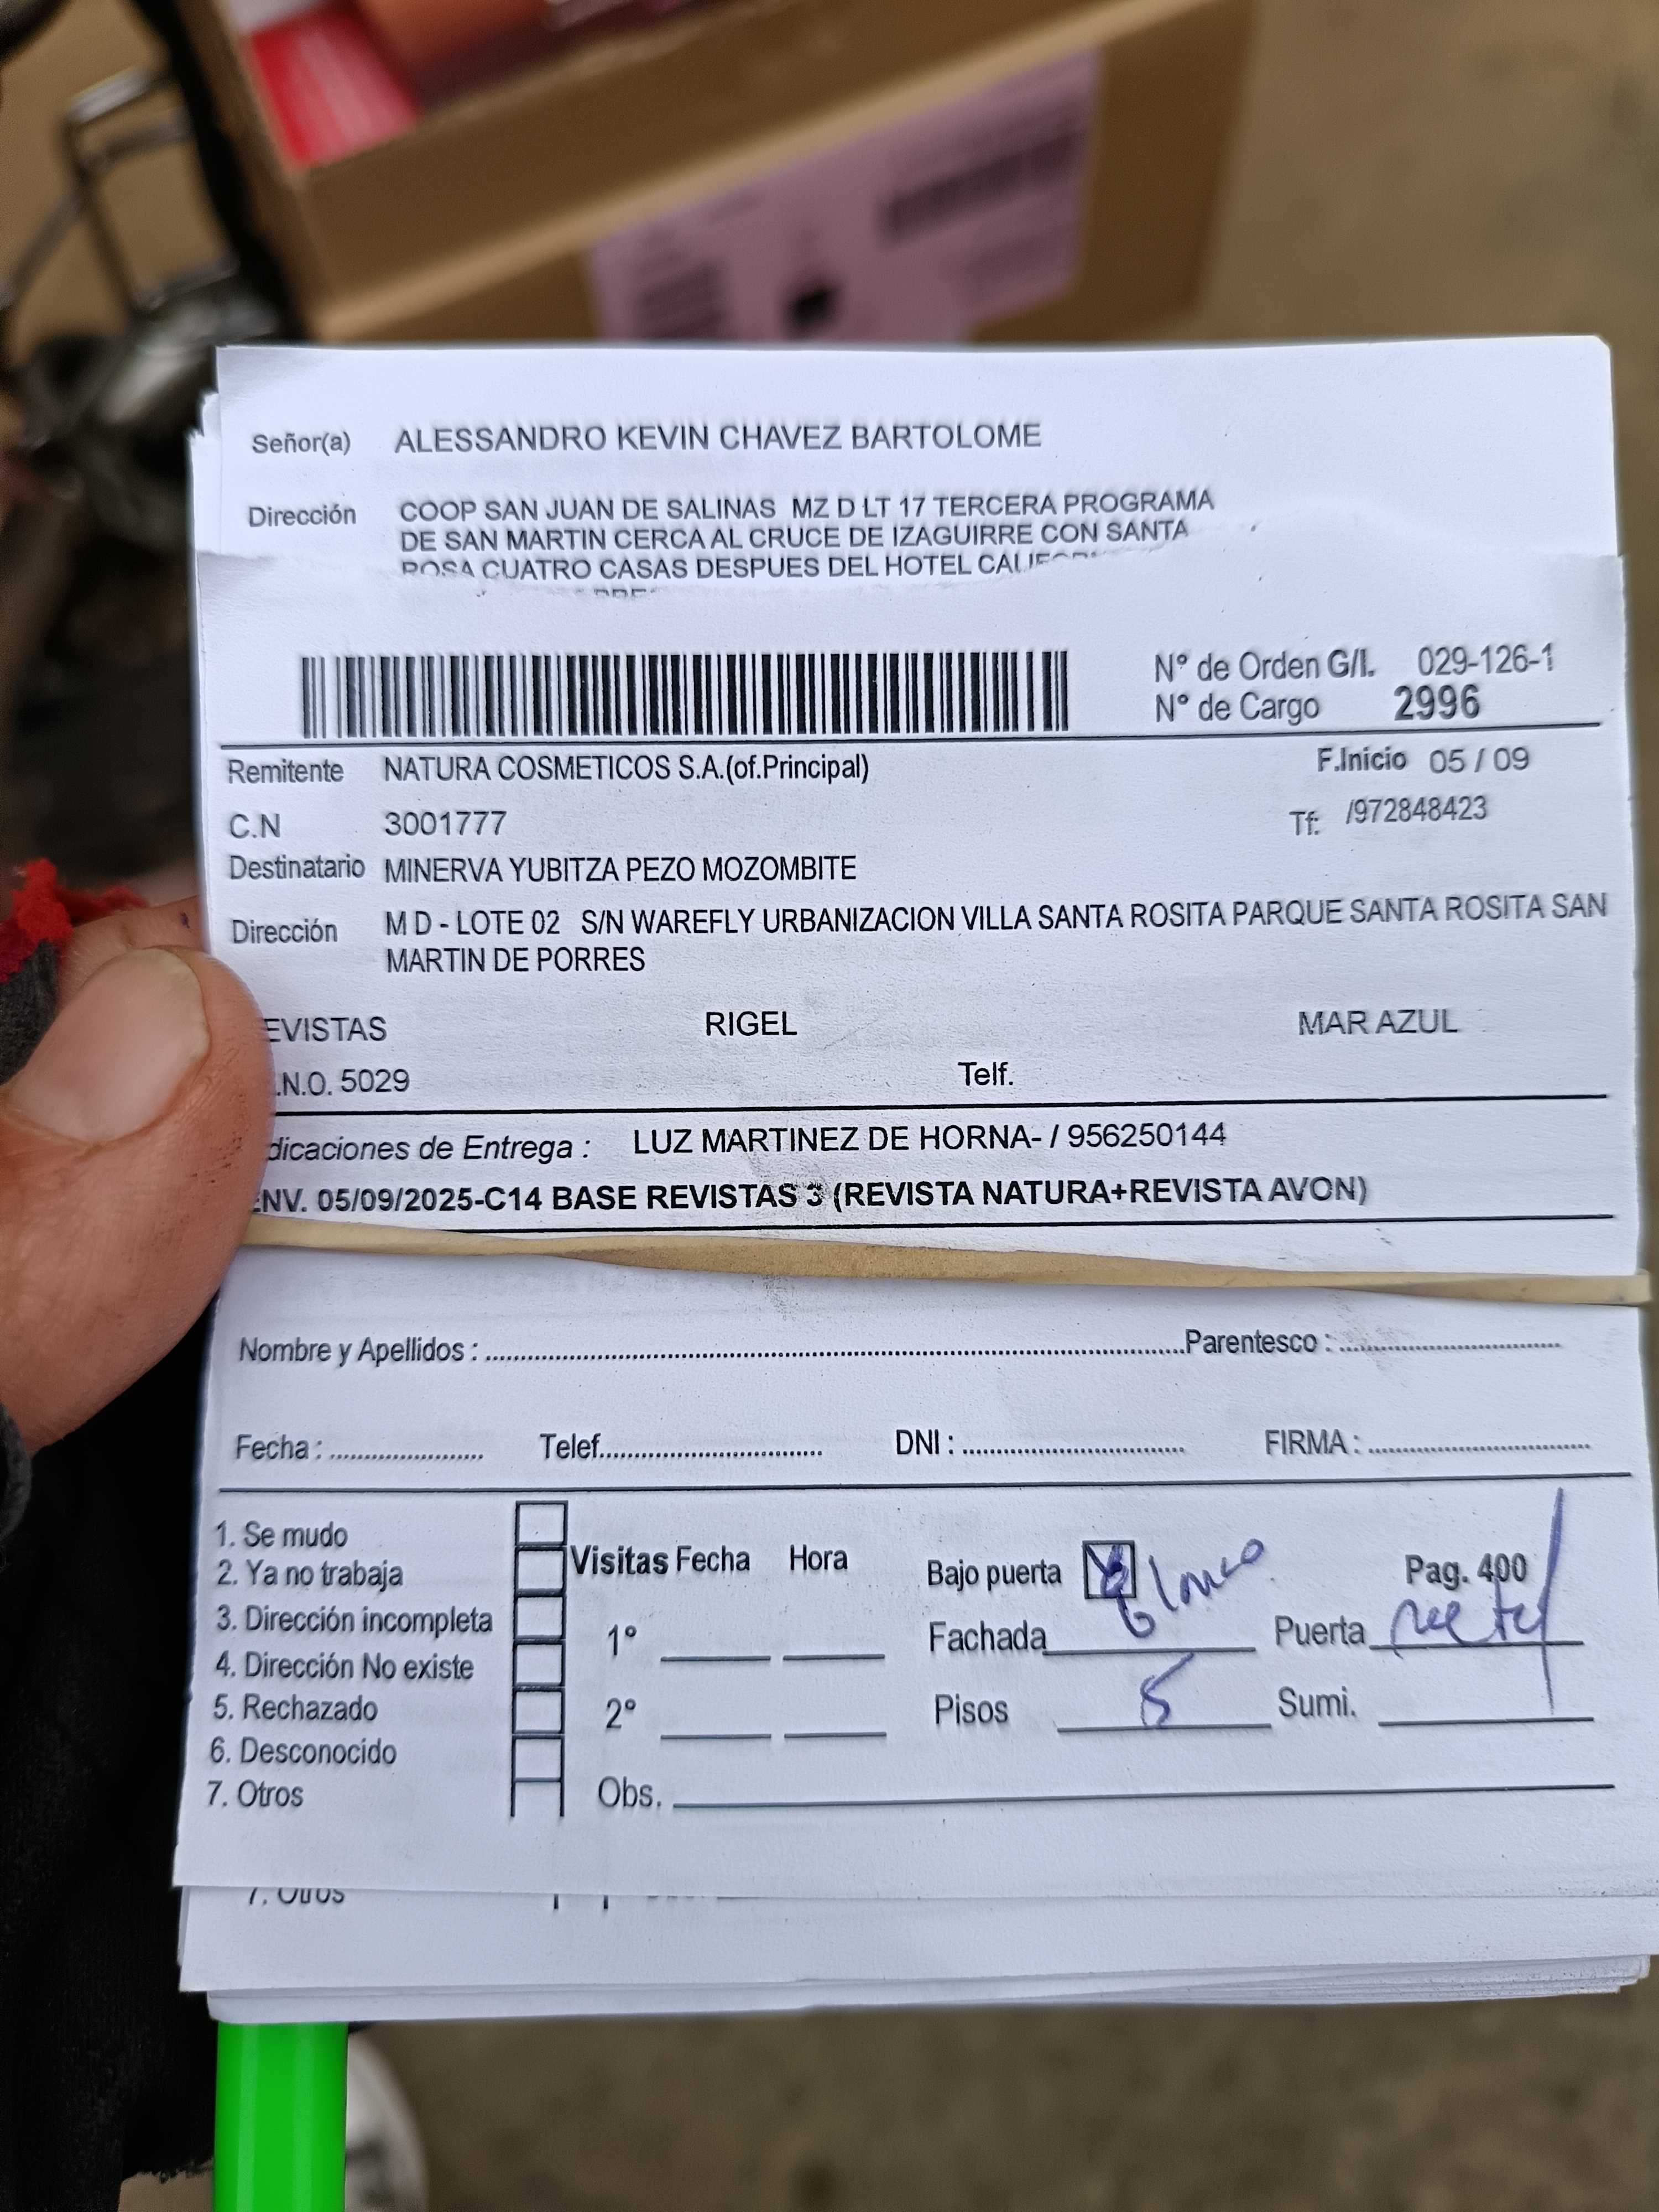 Señor(a) ALESSANDRO KEVIN CHAVEZ BARTOLOME
Dirección COOP SAN JUAN DE SALINAS MZ D LT 17 TERCERA PROGRAMA
DE SAN MARTIN CERCA AL CRUCE DE IZAGUIRRE CON SANTA
ROSA CUATRO CASAS DESPUES DEL HOTEL
N° de Orden G/I. 029-126-1
N° de Cargo 2996
Remitente NATURA COSMETICOS S.A.(of.Principal) F.Inicio 05 / 09
C.N 3001777 Tf: /972848423
Destinatario MINERVA YUBITZA PEZO MOZOMBITE
Dirección M D - LOTE 02 S/N WAREFLY URBANIZACION VILLA SANTA ROSITA PARQUE SANTA ROSITA SAN
MARTIN DE PORRES
EVISTAS RIGEL MAR AZUL
.N.O. 5029 Telf.
dicaciones de Entrega : LUZ MARTINEZ DE HORNA- / 956250144
NV. 05/09/2025-C14 BASE REVISTAS 3 (REVISTA NATURA+REVISTA AVON)
Nombre y Apellidos : Parentesco :
Fecha : Telef. DNI : FIRMA :
1. Se mudo
2. Ya no trabaja
3. Dirección incompleta
4. Dirección No existe
5. Rechazado
6. Desconocido
7. Otros
Visitas Fecha Hora
1°
2°
Obs.
Bajo puerta Pag. 400
Fachada Puerta
Pisos 5 Sumi.
7. Otros